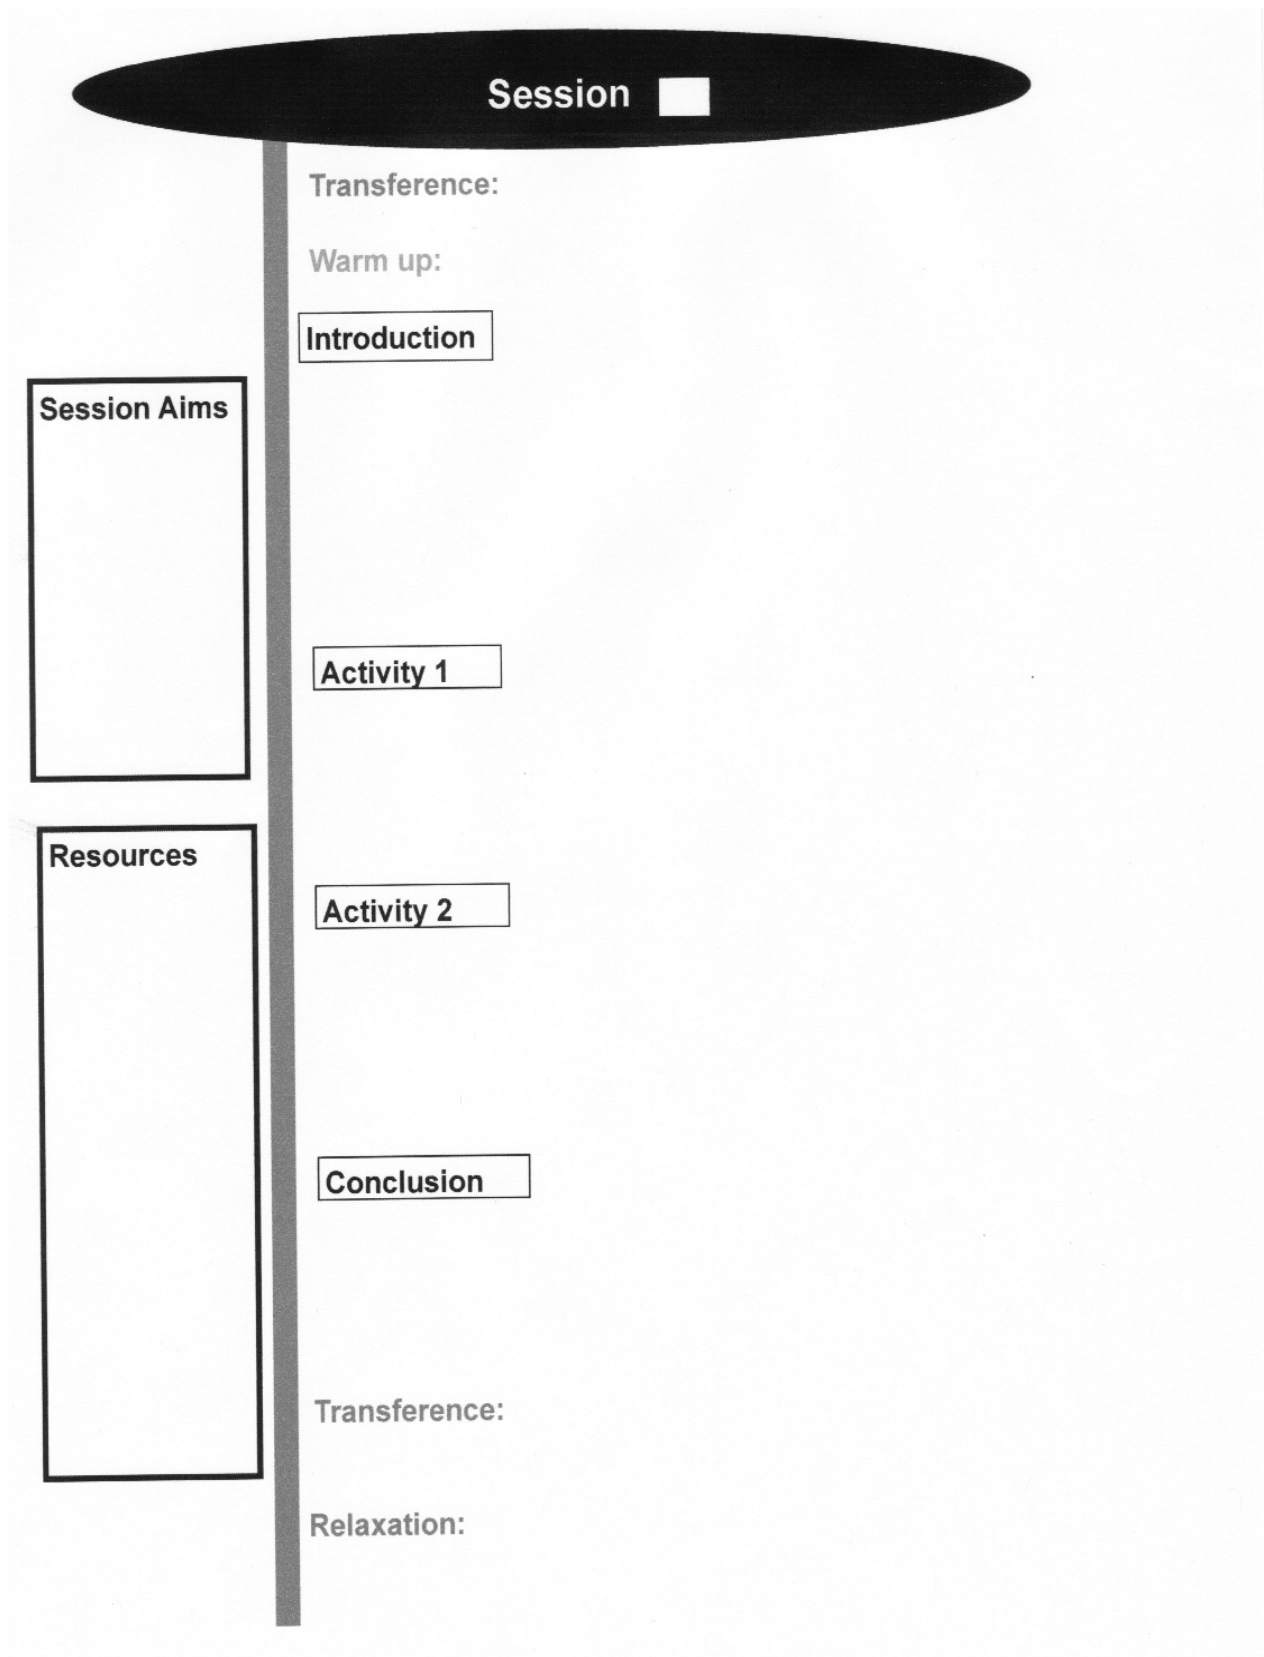 Session
Transference:
Warm up:
Introduction
Session Aims
Activity 1
Resources
Activity 2
Conclusion
Transference:
Relaxation: